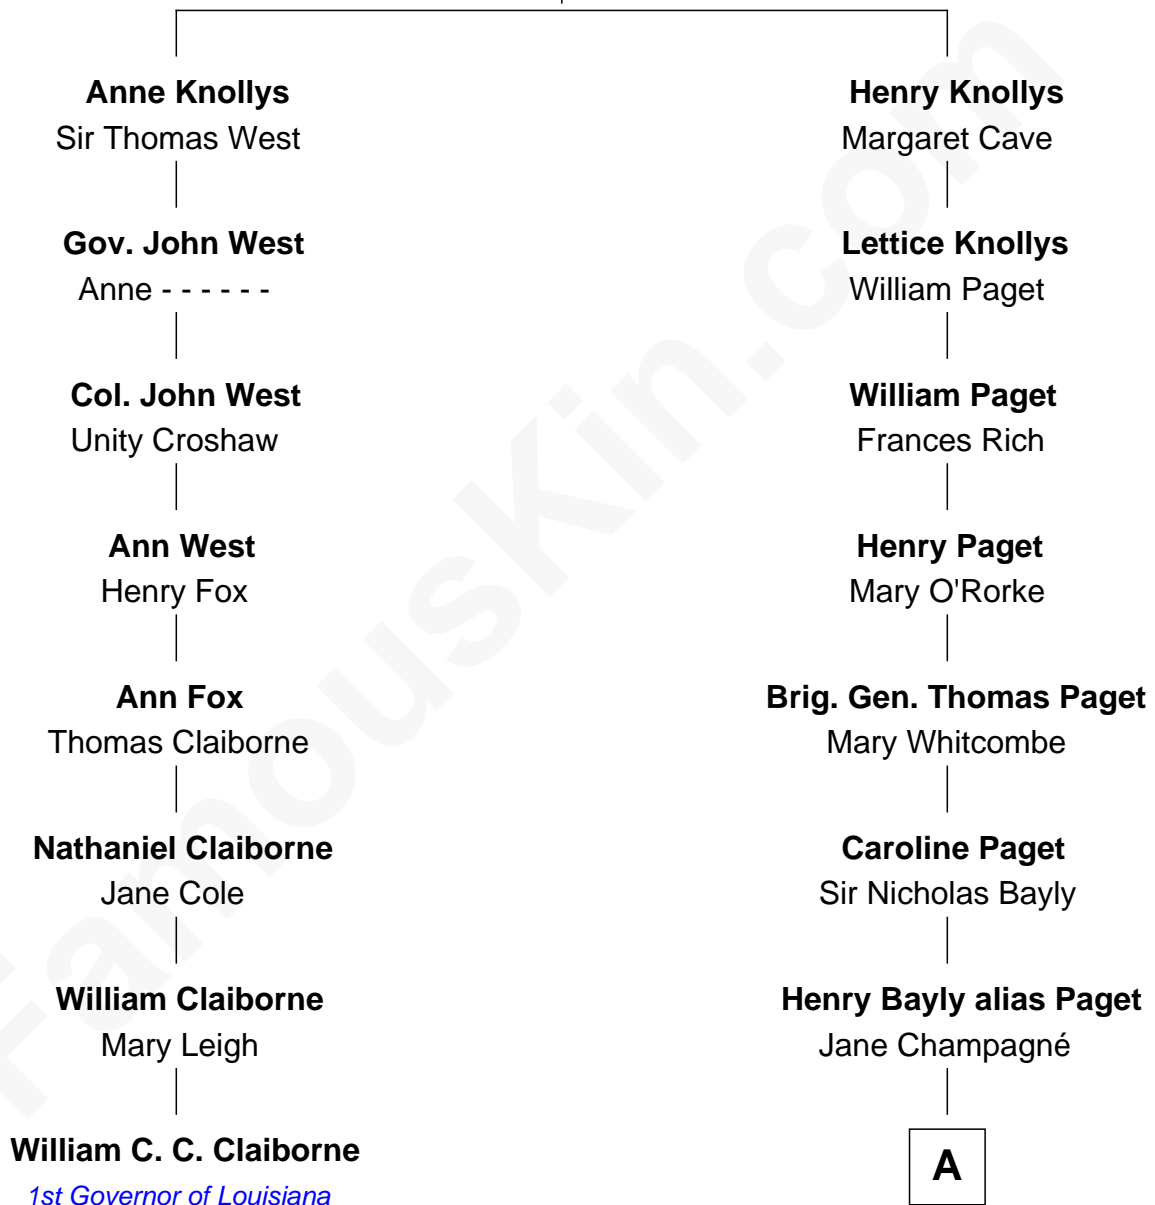 Anne Knollys
Sir Thomas West
Henry Knollys
Margaret Cave
Gov. John West
Anne - - - - - -
Lettice Knollys
William Paget
Col. John West
Unity Croshaw
William Paget
Frances Rich
Ann West
Henry Fox
Henry Paget
Mary O'Rorke
Ann Fox
Thomas Claiborne
Brig. Gen. Thomas Paget
Mary Whitcombe
Nathaniel Claiborne
Jane Cole
Caroline Paget
Sir Nicholas Bayly
William Claiborne
Mary Leigh
Henry Bayly alias Paget
Jane Champagné
William C. C. Claiborne
1st Governor of Louisiana
A
FamousKin.com